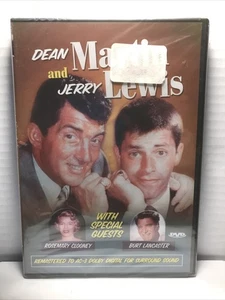 DEAN Martin
and
JERRY Lewis
WITH
SPECIAL
GUESTS
ROSEMARY CLOONEY
BURT LANCASTER
DVD
REMASTERED TO AC-3 DOLBY DIGITAL FOR SURROUND SOUND